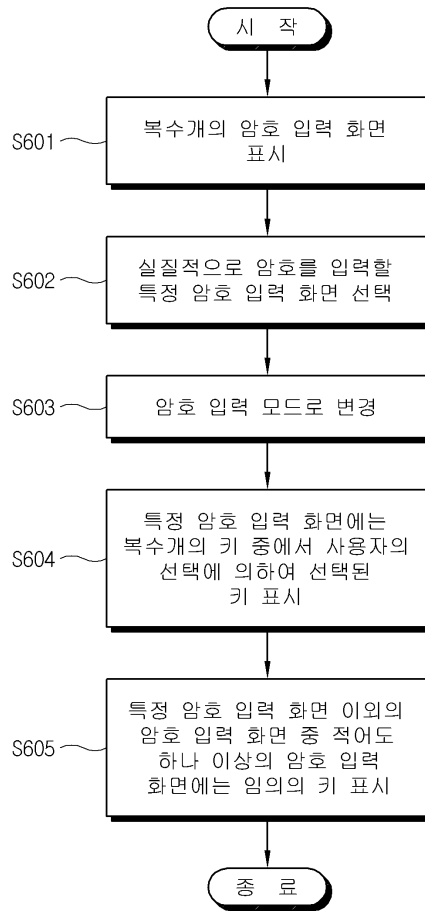 시 작
S601
복수개의 암호 입력 화면
표시
S602
실질적으로 암호를 입력할
특정 암호 입력 화면 선택
S603
암호 입력 모드로 변경
S604
특정 암호 입력 화면에는
복수개의 키 중에서 사용자의
선택에 의하여 선택된
키 표시
S605
특정 암호 입력 화면 이외의
암호 입력 화면 중 적어도
하나 이상의 암호 입력
화면에는 임의의 키 표시
종 료